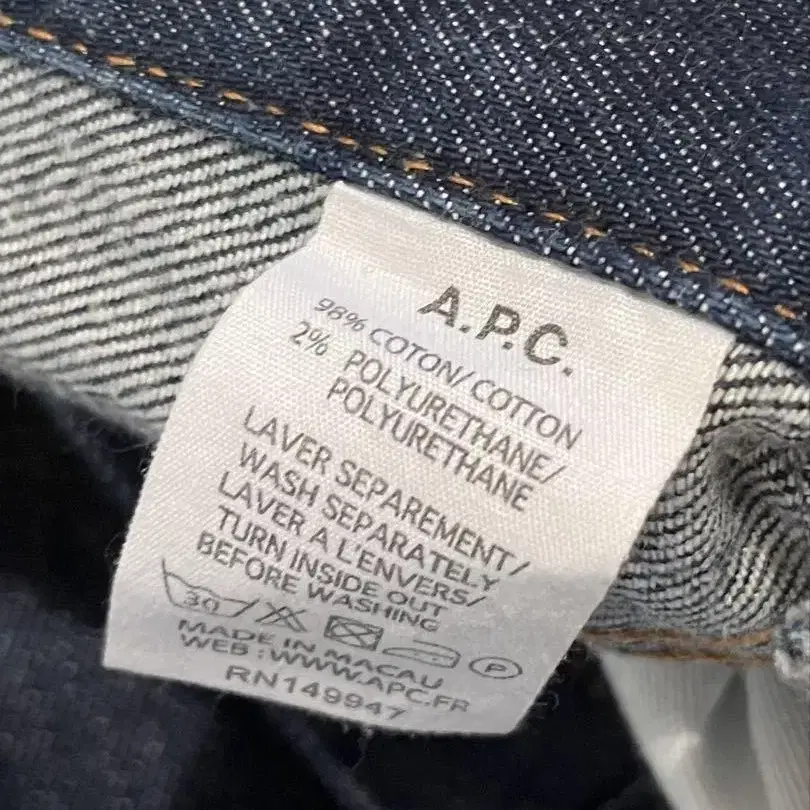 A.P.C.
98% COTON/COTTON
2% POLYURETHANE/
POLYURETHANE
LAVER SEPAREMENT/
WASH SEPARATELY
LAVER A L'ENVERS/
TURN INSIDE OUT
BEFORE WASHING
30 P
MADE IN MACAU
WEB:WWW.APC.FR
RN149947